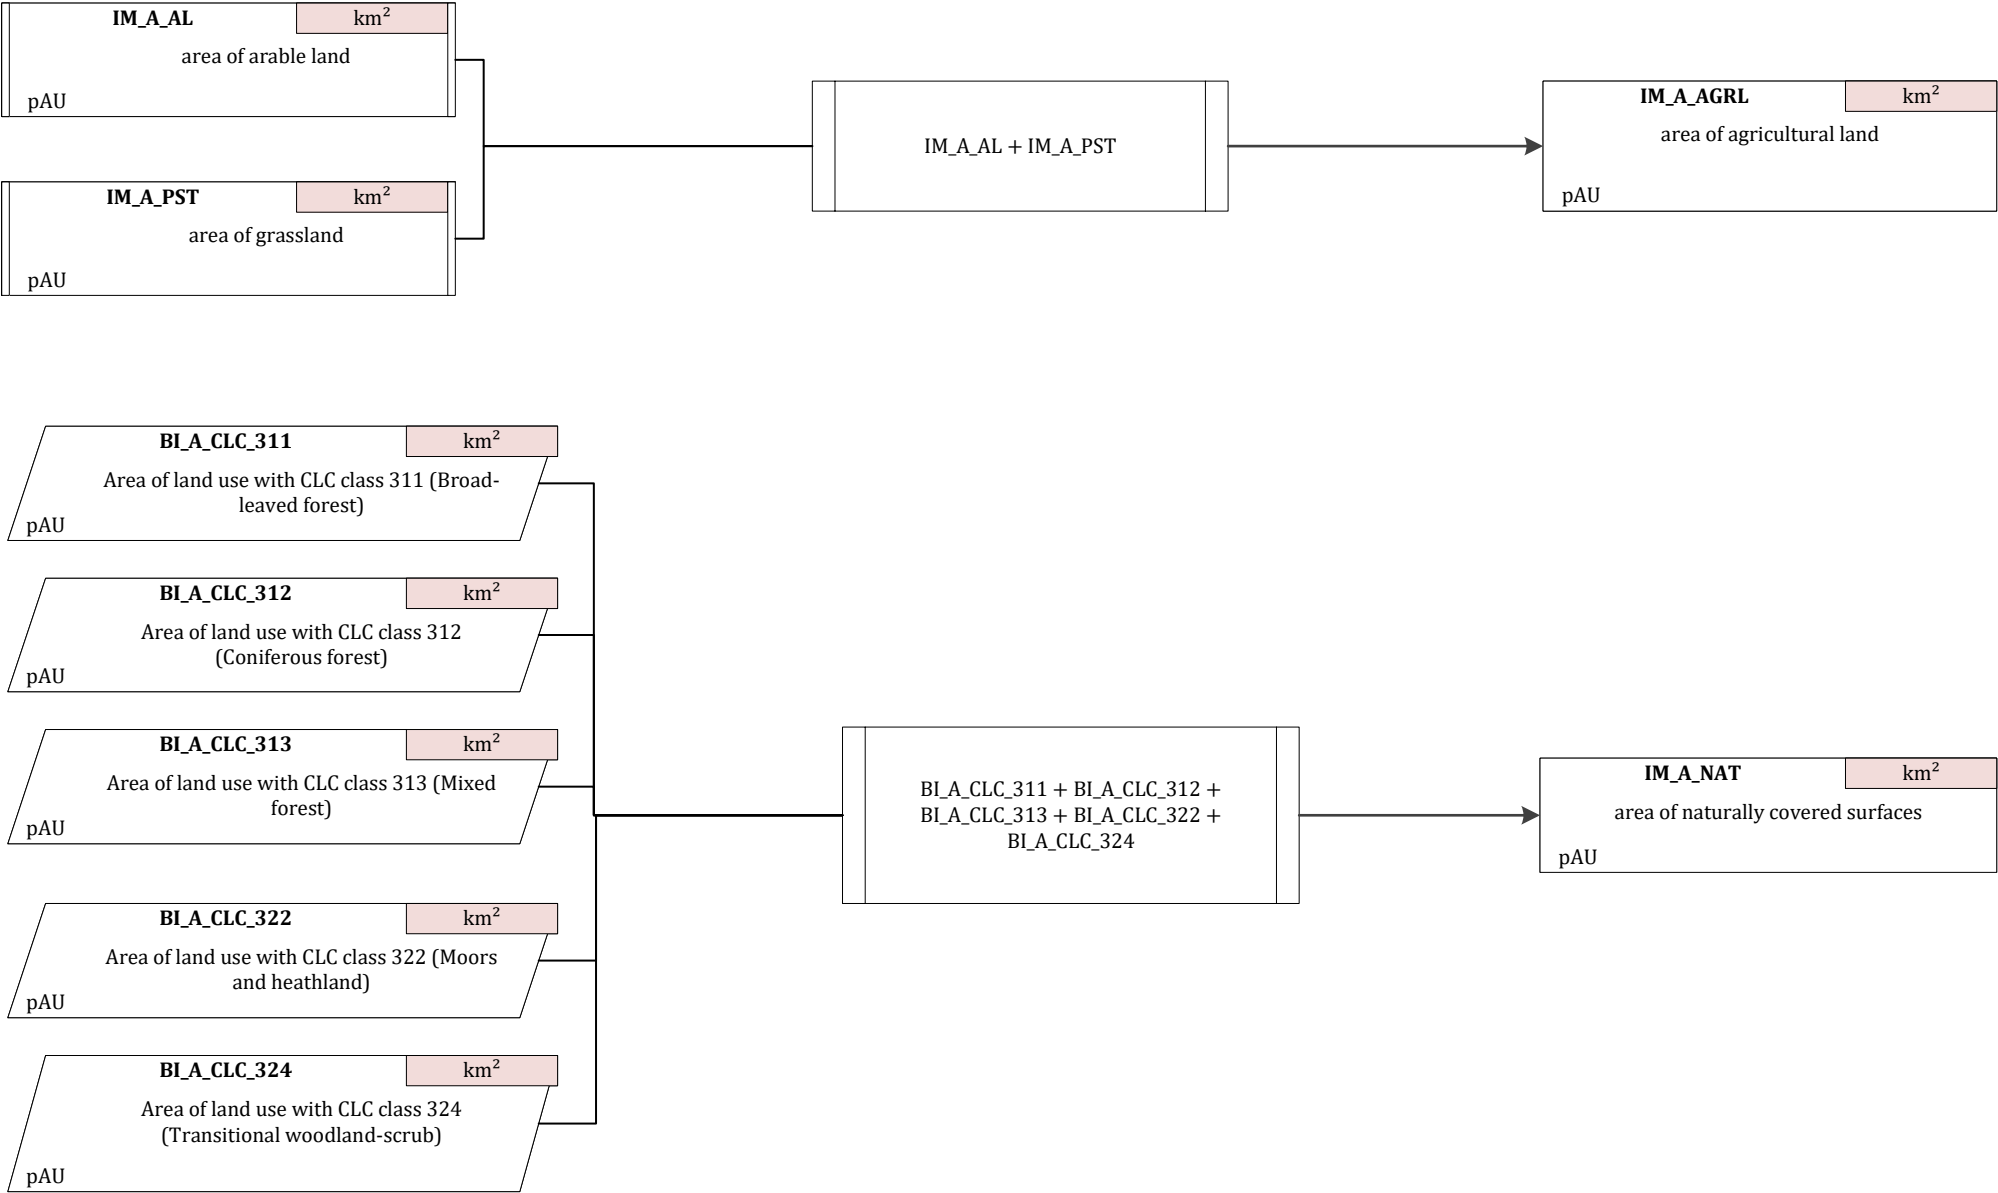 IM_A_AL km²
area of arable land
pAU
IM_A_PST km²
area of grassland
pAU
IM_A_AL + IM_A_PST
IM_A_AGRL km²
area of agricultural land
pAU
BI_A_CLC_311 km²
Area of land use with CLC class 311 (Broad-
leaved forest)
pAU
BI_A_CLC_312 km²
Area of land use with CLC class 312
(Coniferous forest)
pAU
BI_A_CLC_313 km²
Area of land use with CLC class 313 (Mixed
forest)
pAU
BI_A_CLC_322 km²
Area of land use with CLC class 322 (Moors
and heathland)
pAU
BI_A_CLC_324 km²
Area of land use with CLC class 324
(Transitional woodland-scrub)
pAU
BI_A_CLC_311 + BI_A_CLC_312 +
BI_A_CLC_313 + BI_A_CLC_322 +
BI_A_CLC_324
IM_A_NAT km²
area of naturally covered surfaces
pAU